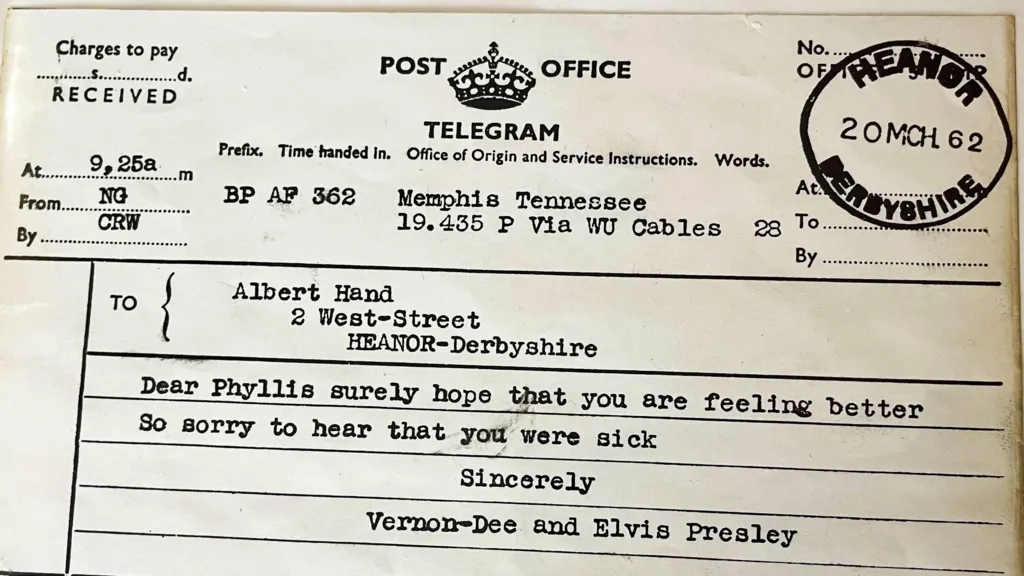 Charges to pay
..........s..............d.
RECEIVED
POST OFFICE
TELEGRAM
Prefix. Time handed in. Office of Origin and Service Instructions. Words.
No.
HEANOR
20MCH 62
DERBYSHIRE
At 9,25a m
From NG
By CRW
BP AF 362 Memphis Tennessee
19.435 P Via WU Cables 28
At
To
By
TO
Albert Hand
2 West-Street
HEANOR-Derbyshire
Dear Phyllis surely hope that you are feeling better
So sorry to hear that you were sick
Sincerely
Vernon-Dee and Elvis Presley